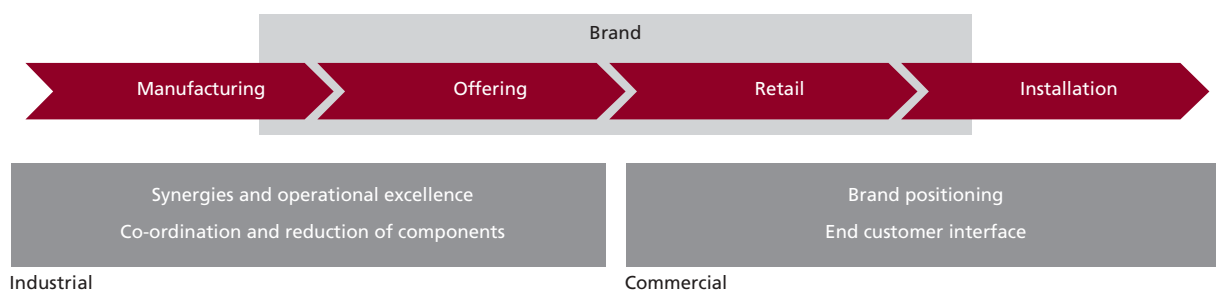 Brand
Manufacturing
Offering
Retail
Installation
Synergies and operational excellence
Co-ordination and reduction of components
Industrial
Brand positioning
End customer interface
Commercial